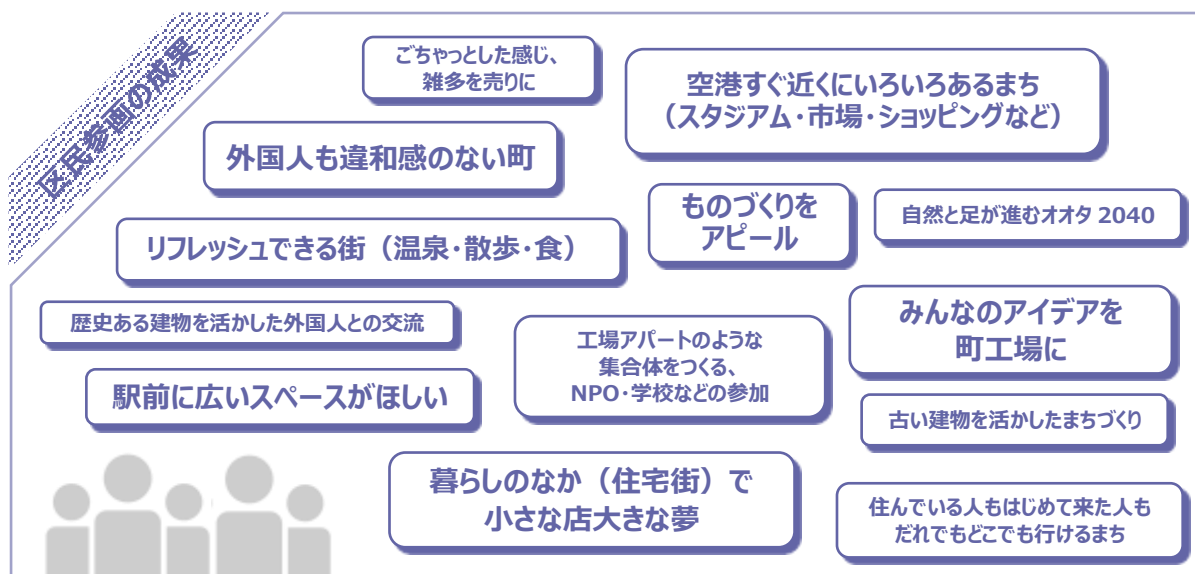 区民参画の成果
ごちゃっとした感じ、
雑多を売りに
空港すぐ近くにいろいろあるまち
（スタジアム・市場・ショッピングなど）
外国人も違和感のない町
ものづくりを
アピール
自然と足が進むオオタ 2040
リフレッシュできる街（温泉・散歩・食）
歴史ある建物を活かした外国人との交流
工場アパートのような
集合体をつくる、
NPO・学校などの参加
みんなのアイデアを
町工場に
駅前に広いスペースがほしい
古い建物を活かしたまちづくり
暮らしのなか（住宅街）で
小さな店大きな夢
住んでいる人もはじめて来た人も
だれでもどこでも行けるまち